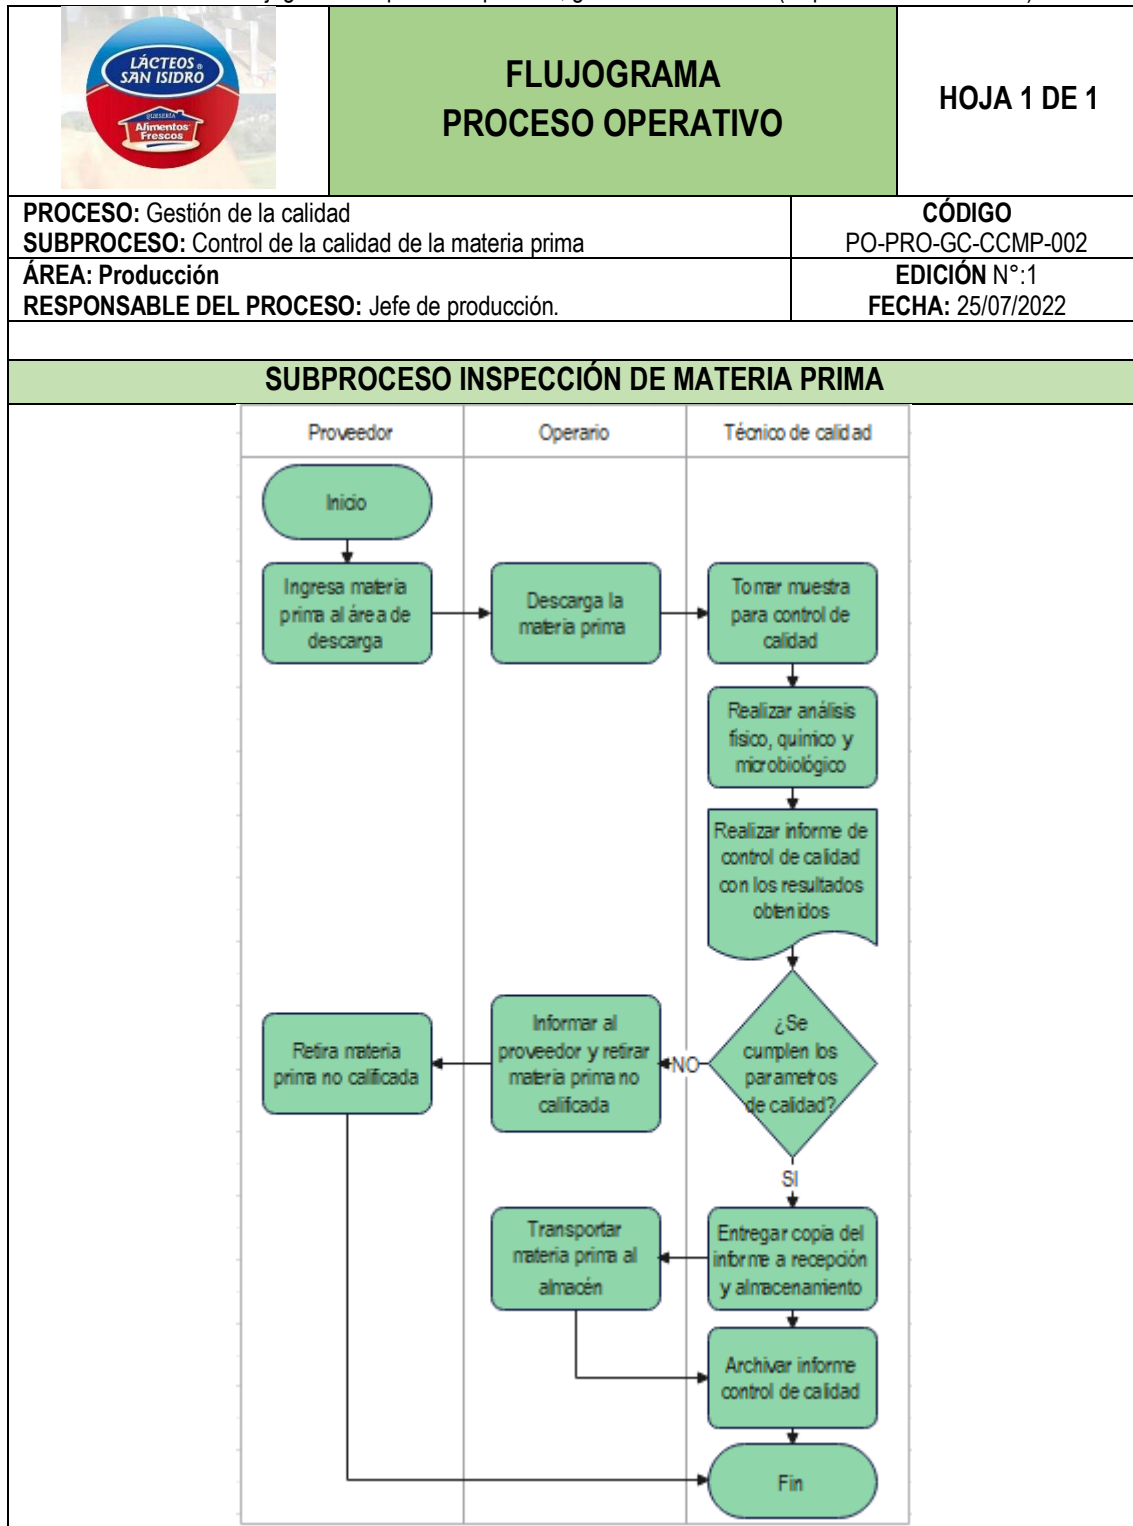 LÁCTEOS
SAN ISIDRO
QUESERÍA
Alimentos
Frescos
FLUJOGRAMA
PROCESO OPERATIVO
HOJA 1 DE 1
PROCESO: Gestión de la calidad
SUBPROCESO: Control de la calidad de la materia prima
CÓDIGO
PO-PRO-GC-CCMP-002
ÁREA: Producción
RESPONSABLE DEL PROCESO: Jefe de producción.
EDICIÓN N°:1
FECHA: 25/07/2022
SUBPROCESO INSPECCIÓN DE MATERIA PRIMA
Proveedor
Operario
Técnico de calidad
Inicio
Ingresa materia
prima al área de
descarga
Descarga la
materia prima
Tomar muestra
para control de
calidad
Realizar análisis
físico, químico y
microbiológico
Realizar informe de
control de calidad
con los resultados
obtenidos
¿Se
cumplen los
parametros
de calidad?
NO
Informar al
proveedor y retirar
materia prima no
calificada
Retira materia
prima no calificada
SI
Entregar copia del
informe a recepción
y almacenamiento
Transportar
materia prima al
almacén
Archivar informe
control de calidad
Fin